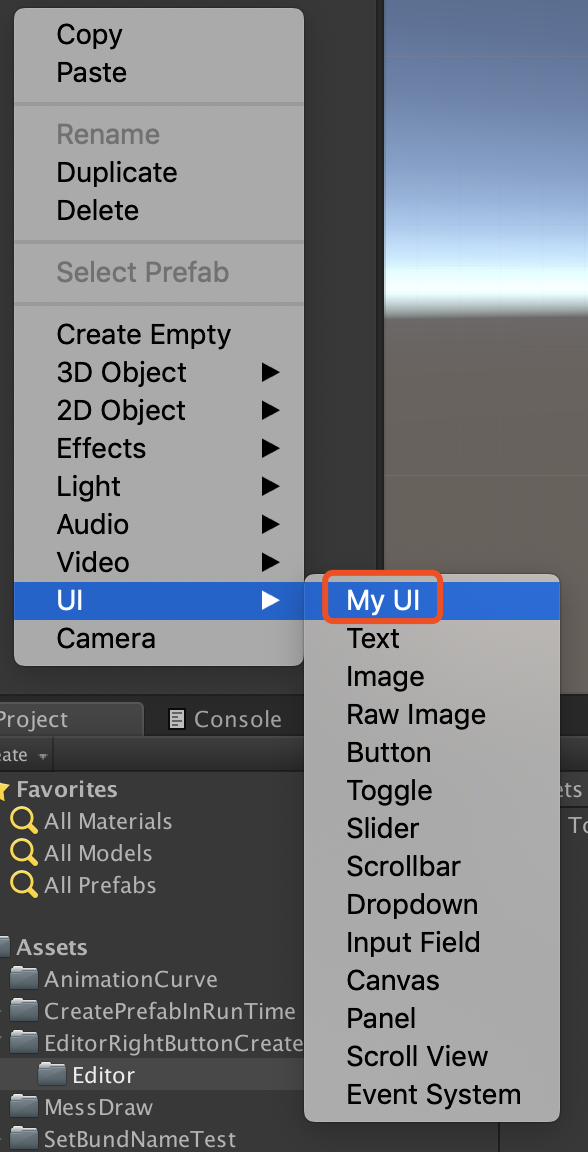 Copy
Paste
Rename
Duplicate
Delete
Select Prefab
Create Empty
3D Object
2D Object
Effects
Light
Audio
Video
UI
Camera
My UI
Text
Image
Raw Image
Button
Toggle
Slider
Scrollbar
Dropdown
Input Field
Canvas
Panel
Scroll View
Event System
Project
Console
eate
Favorites
All Materials
All Models
All Prefabs
Assets
AnimationCurve
CreatePrefabInRunTime
EditorRightButtonCreate
Editor
MessDraw
SetBundNameTest
ets
To